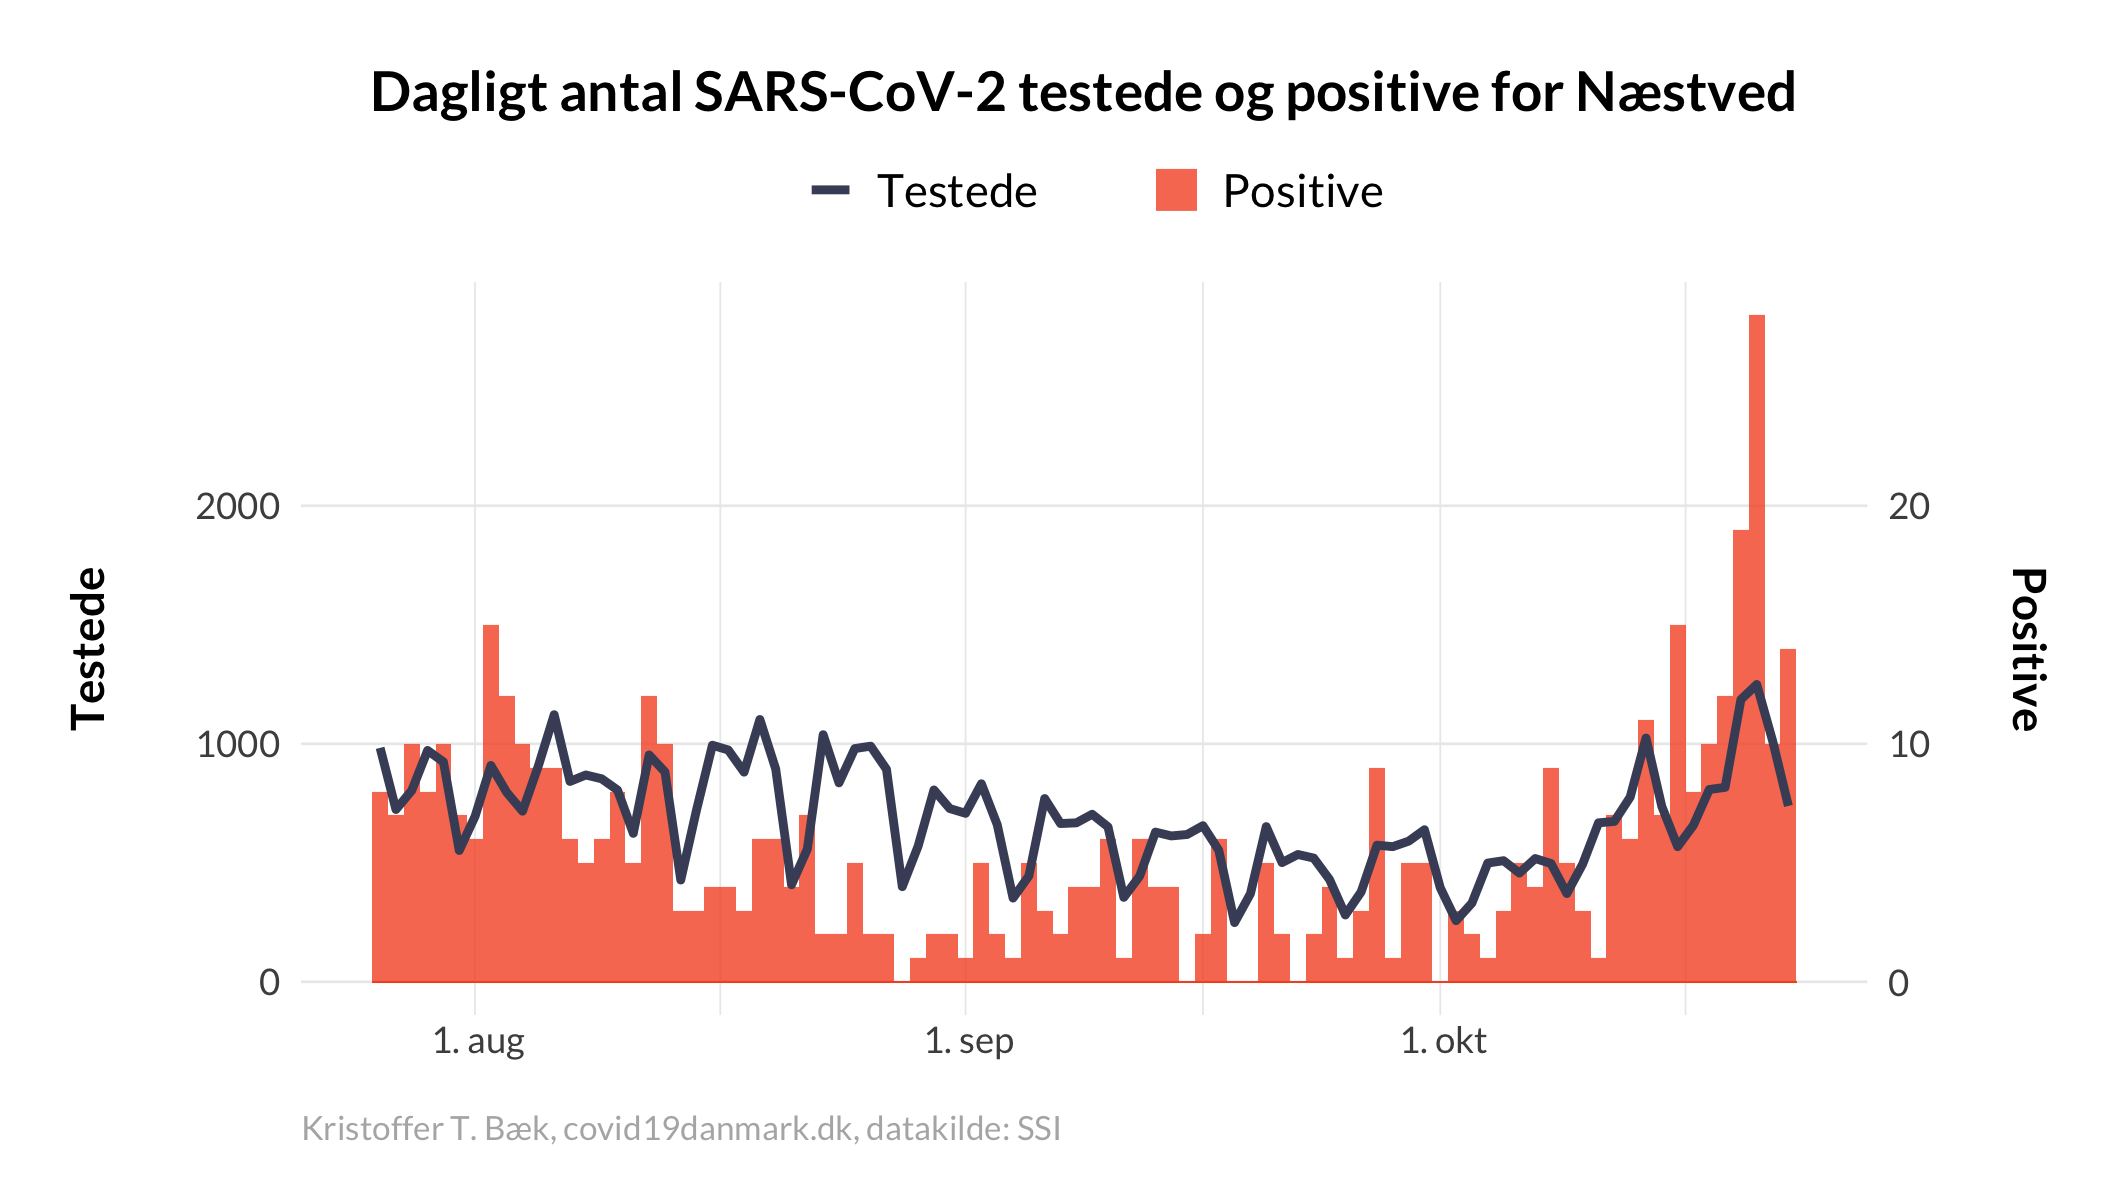 Dagligt antal SARS-CoV-2 testede og positive for Næstved
Testede
Positive
2000
1000
0
Testede
20
10
0
Positive
1. aug
1. sep
1. okt
Kristoffer T. Bæk, covid19danmark.dk, datakilde: SSI